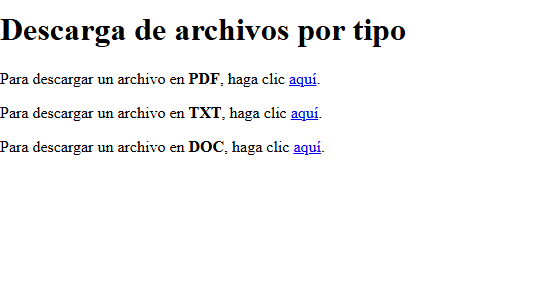 Descarga de archivos por tipo
Para descargar un archivo en PDF, haga clic aquí.
Para descargar un archivo en TXT, haga clic aquí.
Para descargar un archivo en DOC, haga clic aquí.